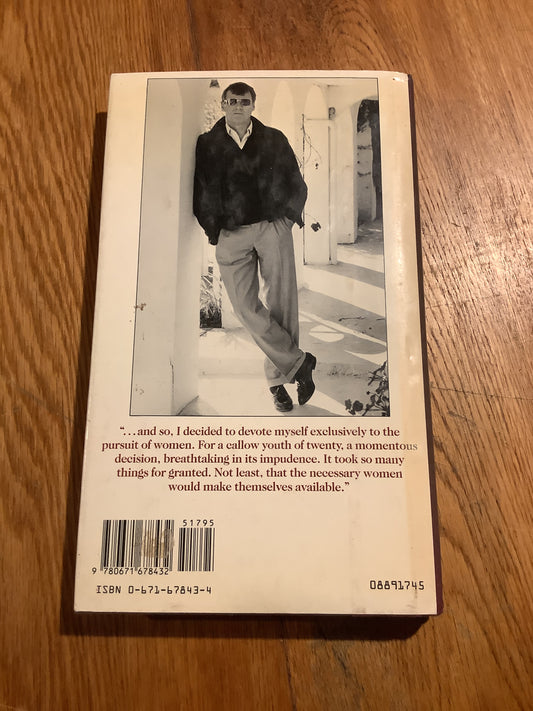 “. . . and so, I decided to devote myself exclusively to the
pursuit of women. For a callow youth of twenty, a momentous
decision, breathtaking in its impudence. It took so many
things for granted. Not least, that the necessary women
would make themselves available.”
51795
9 780671 678432
ISBN 0-671-67843-4
08891745